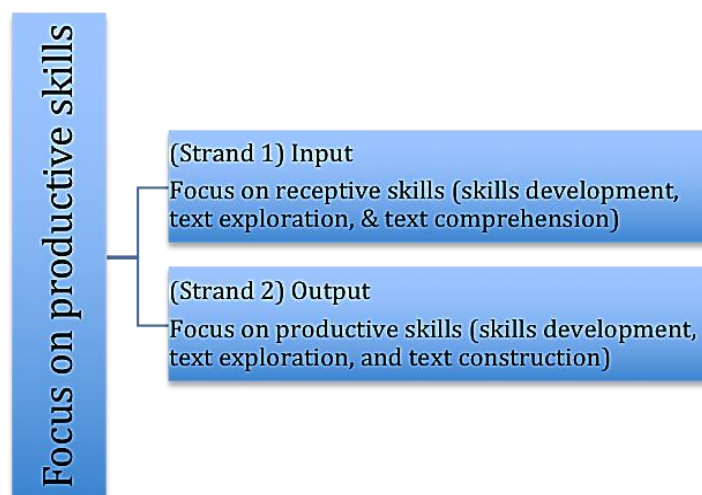 Focus on productive skills
(Strand 1) Input
Focus on receptive skills (skills development,
text exploration, & text comprehension)
(Strand 2) Output
Focus on productive skills (skills development,
text exploration, and text construction)